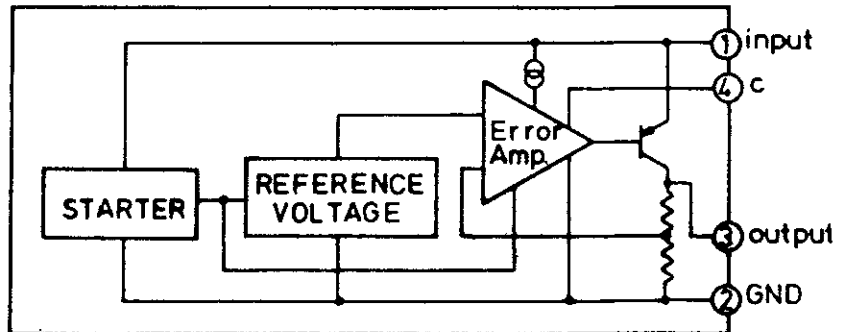 ① input
④ c
Error
Amp.
STARTER
REFERENCE
VOLTAGE
③ output
② GND